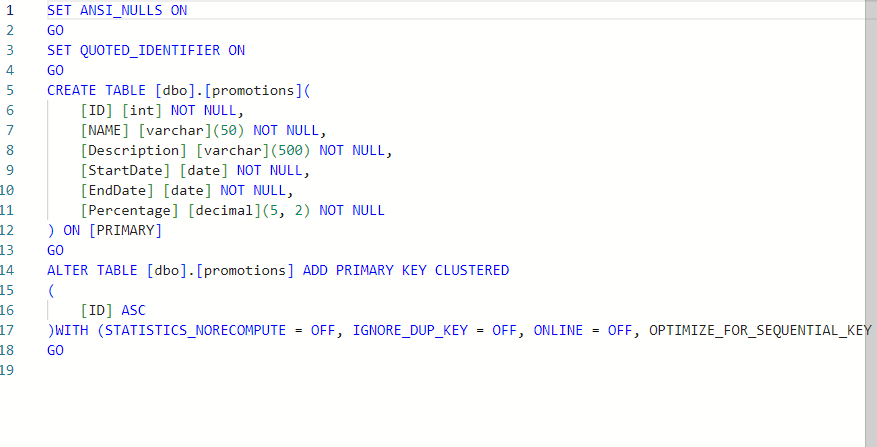 1 SET ANSI_NULLS ON
2 GO
3 SET QUOTED_IDENTIFIER ON
4 GO
5 CREATE TABLE [dbo].[promotions](
6 [ID] [int] NOT NULL,
7 [NAME] [varchar](50) NOT NULL,
8 [Description] [varchar](500) NOT NULL,
9 [StartDate] [date] NOT NULL,
10 [EndDate] [date] NOT NULL,
11 [Percentage] [decimal](5, 2) NOT NULL
12 ) ON [PRIMARY]
13 GO
14 ALTER TABLE [dbo].[promotions] ADD PRIMARY KEY CLUSTERED
15 (
16 [ID] ASC
17 )WITH (STATISTICS_NORECOMPUTE = OFF, IGNORE_DUP_KEY = OFF, ONLINE = OFF, OPTIMIZE_FOR_SEQUENTIAL_KEY
18 GO
19